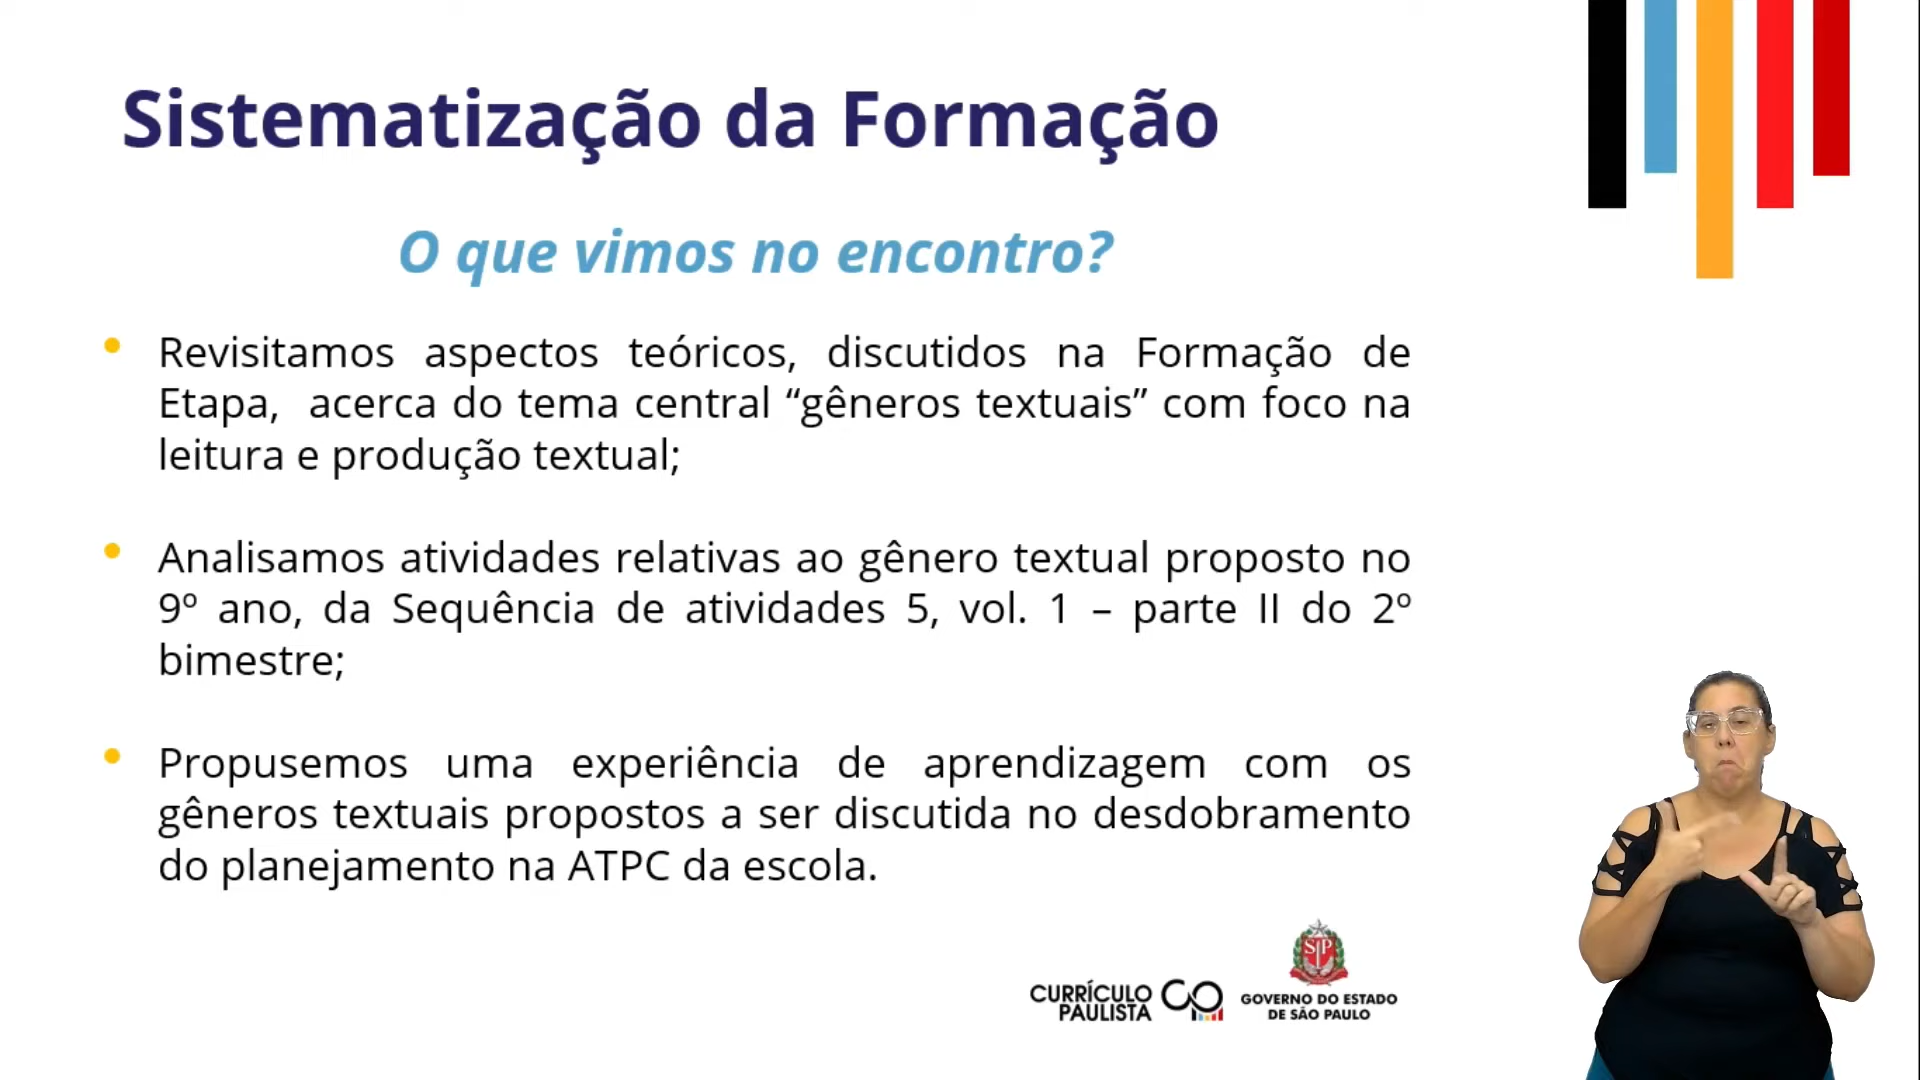 Sistematização da Formação
O que vimos no encontro?
• Revisitamos aspectos teóricos, discutidos na Formação de
Etapa, acerca do tema central “gêneros textuais” com foco na
leitura e produção textual;
• Analisamos atividades relativas ao gênero textual proposto no
9º ano, da Sequência de atividades 5, vol. 1 – parte II do 2º
bimestre;
• Propusemos uma experiência de aprendizagem com os
gêneros textuais propostos a ser discutida no desdobramento
do planejamento na ATPC da escola.
CURRÍCULO
PAULISTA
SP
GOVERNO DO ESTADO
DE SÃO PAULO